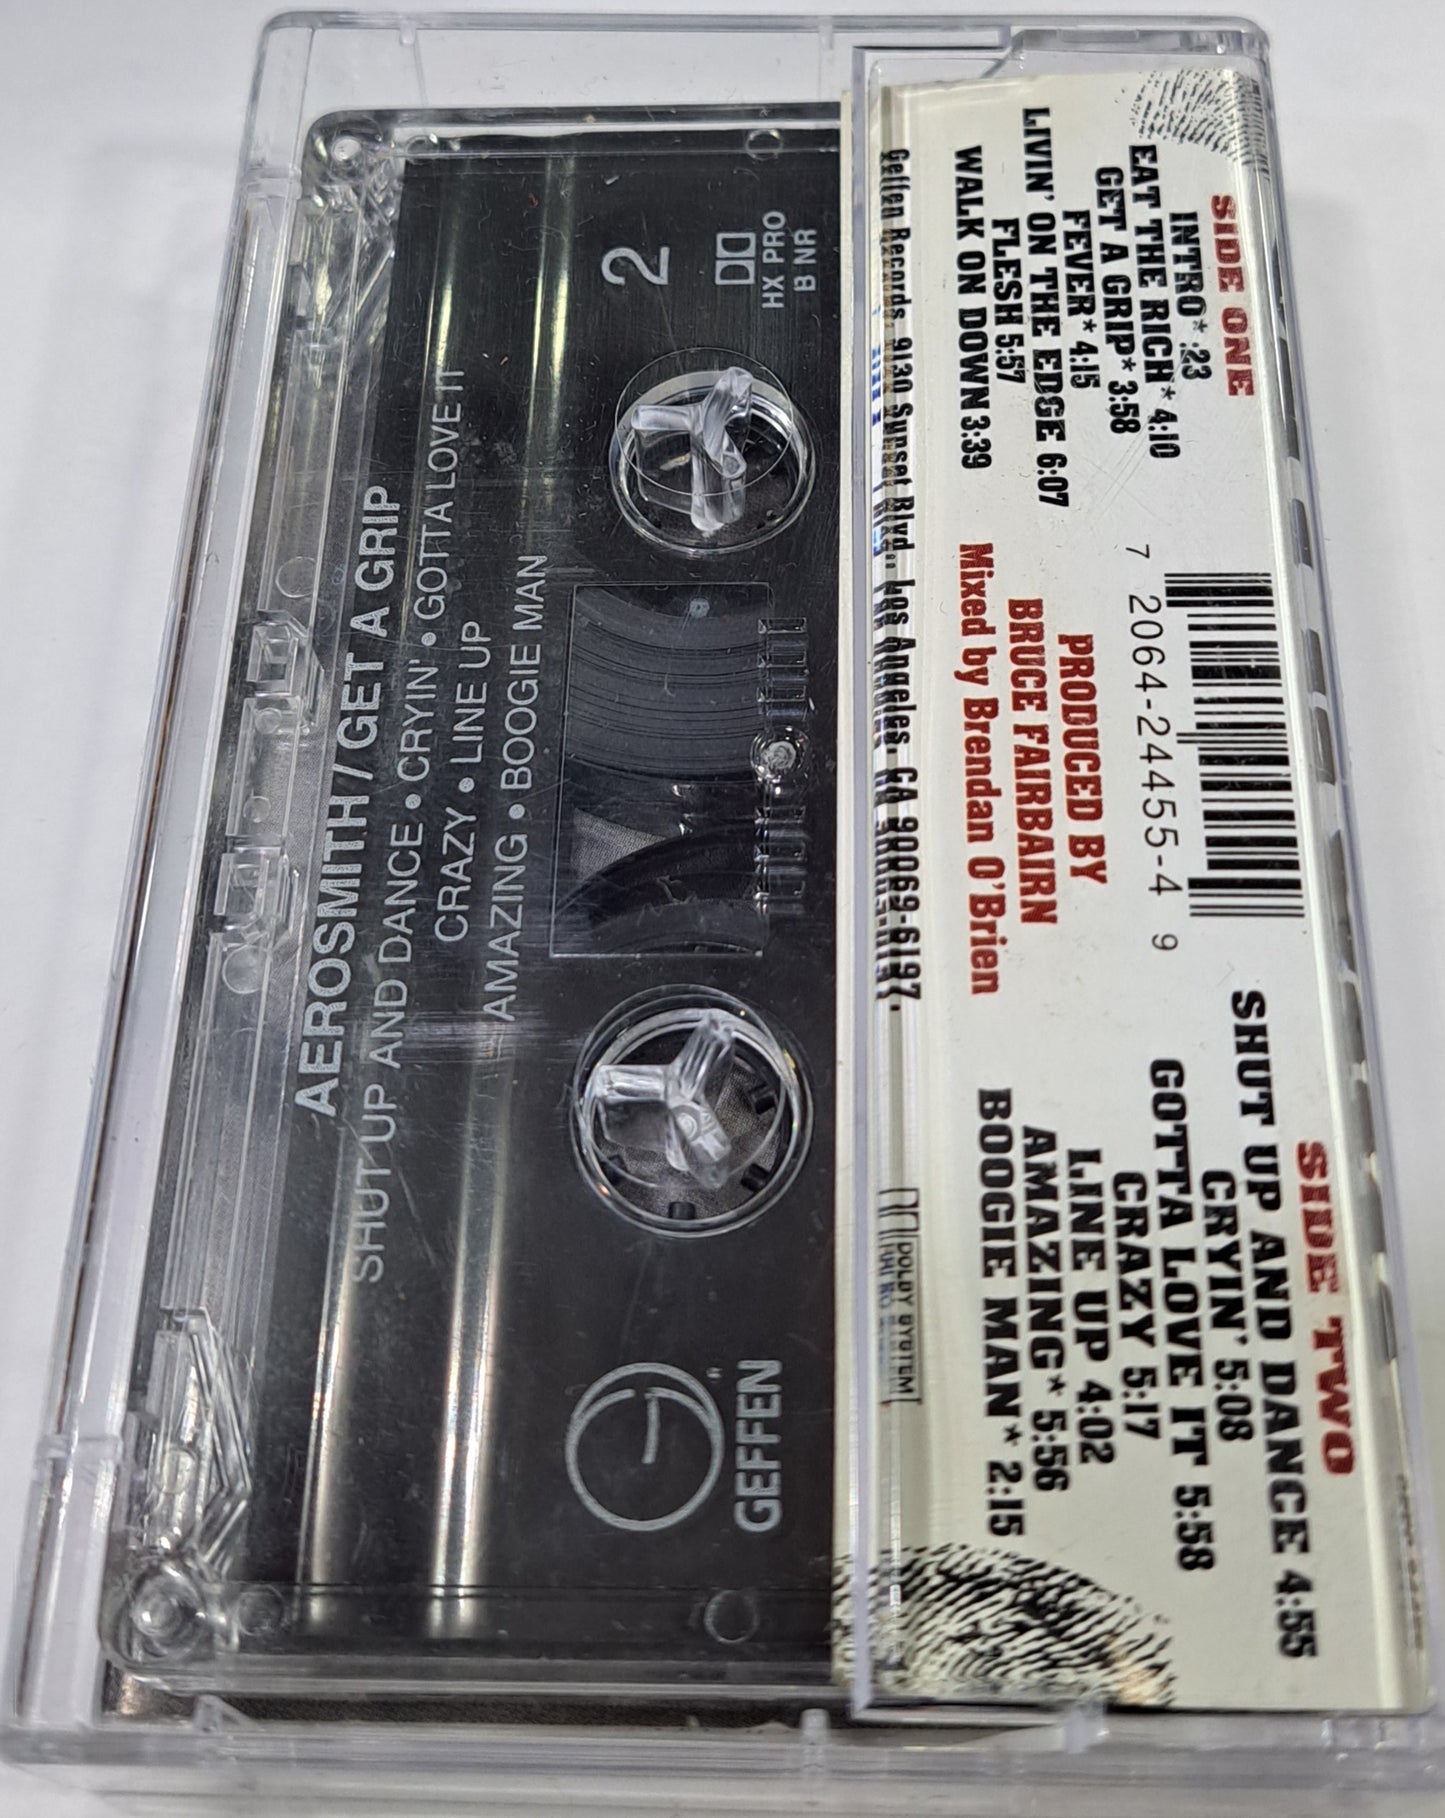 AEROSMITH/GET A GRIP
SHUT UP AND DANCE • CRYIN' • GOTTA LOVE IT
CRAZY • LINE UP
AMAZING • BOOGIE MAN
2
HX PRO
B NR
GEFFEN
SIDE ONE
INTRO* :23
EAT THE RICH* 4:10
GET A GRIP* 3:58
FEVER* 4:15
LIVIN' ON THE EDGE 6:07
FLESH 5:57
WALK ON DOWN 3:39
7 2064-24455-4 9
PRODUCED BY
BRUCE FAIRBAIRN
Mixed by Brendan O'Brien
SIDE TWO
SHUT UP AND DANCE 4:55
CRYIN' 5:08
GOTTA LOVE IT 5:58
CRAZY 5:17
LINE UP 4:02
AMAZING* 5:56
BOOGIE MAN* 2:15
Geffen Records, 9130 Sunset Blvd., Los Angeles, CA 90069-6197.
DOLBY SYSTEM